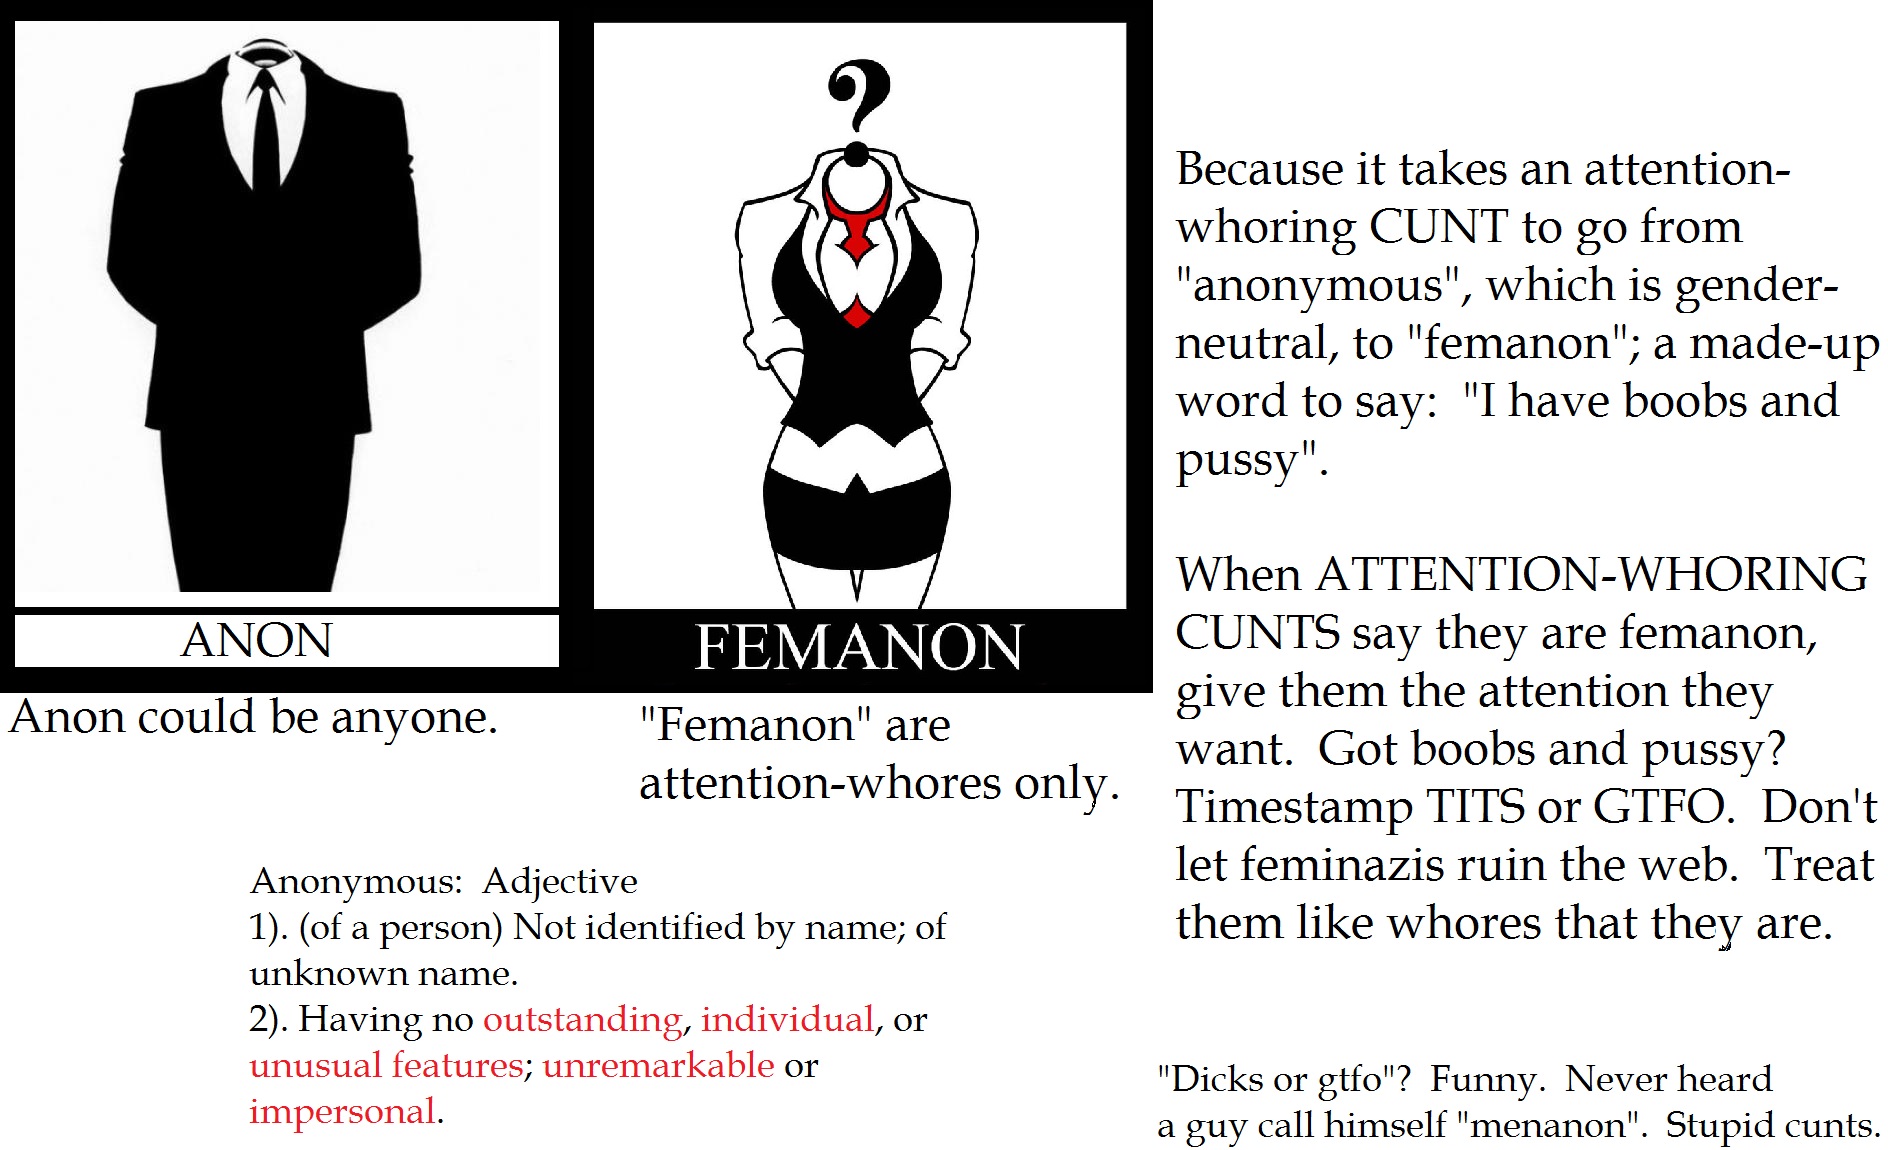 ANON
FEMANON
Anon could be anyone.
"Femanon" are
attention-whores only.
Anonymous:  Adjective
1). (of a person) Not identified by name; of
unknown name.
2). Having no outstanding, individual, or
unusual features; unremarkable or
impersonal.
Because it takes an attention-
whoring CUNT to go from
"anonymous", which is gender-
neutral, to "femanon"; a made-up
word to say:  "I have boobs and
pussy".
When ATTENTION-WHORING
CUNTS say they are femanon,
give them the attention they
want.  Got boobs and pussy?
Timestamp TITS or GTFO.  Don't
let feminazis ruin the web.  Treat
them like whores that they are.
"Dicks or gtfo"?  Funny.  Never heard
a guy call himself "menanon".  Stupid cunts.